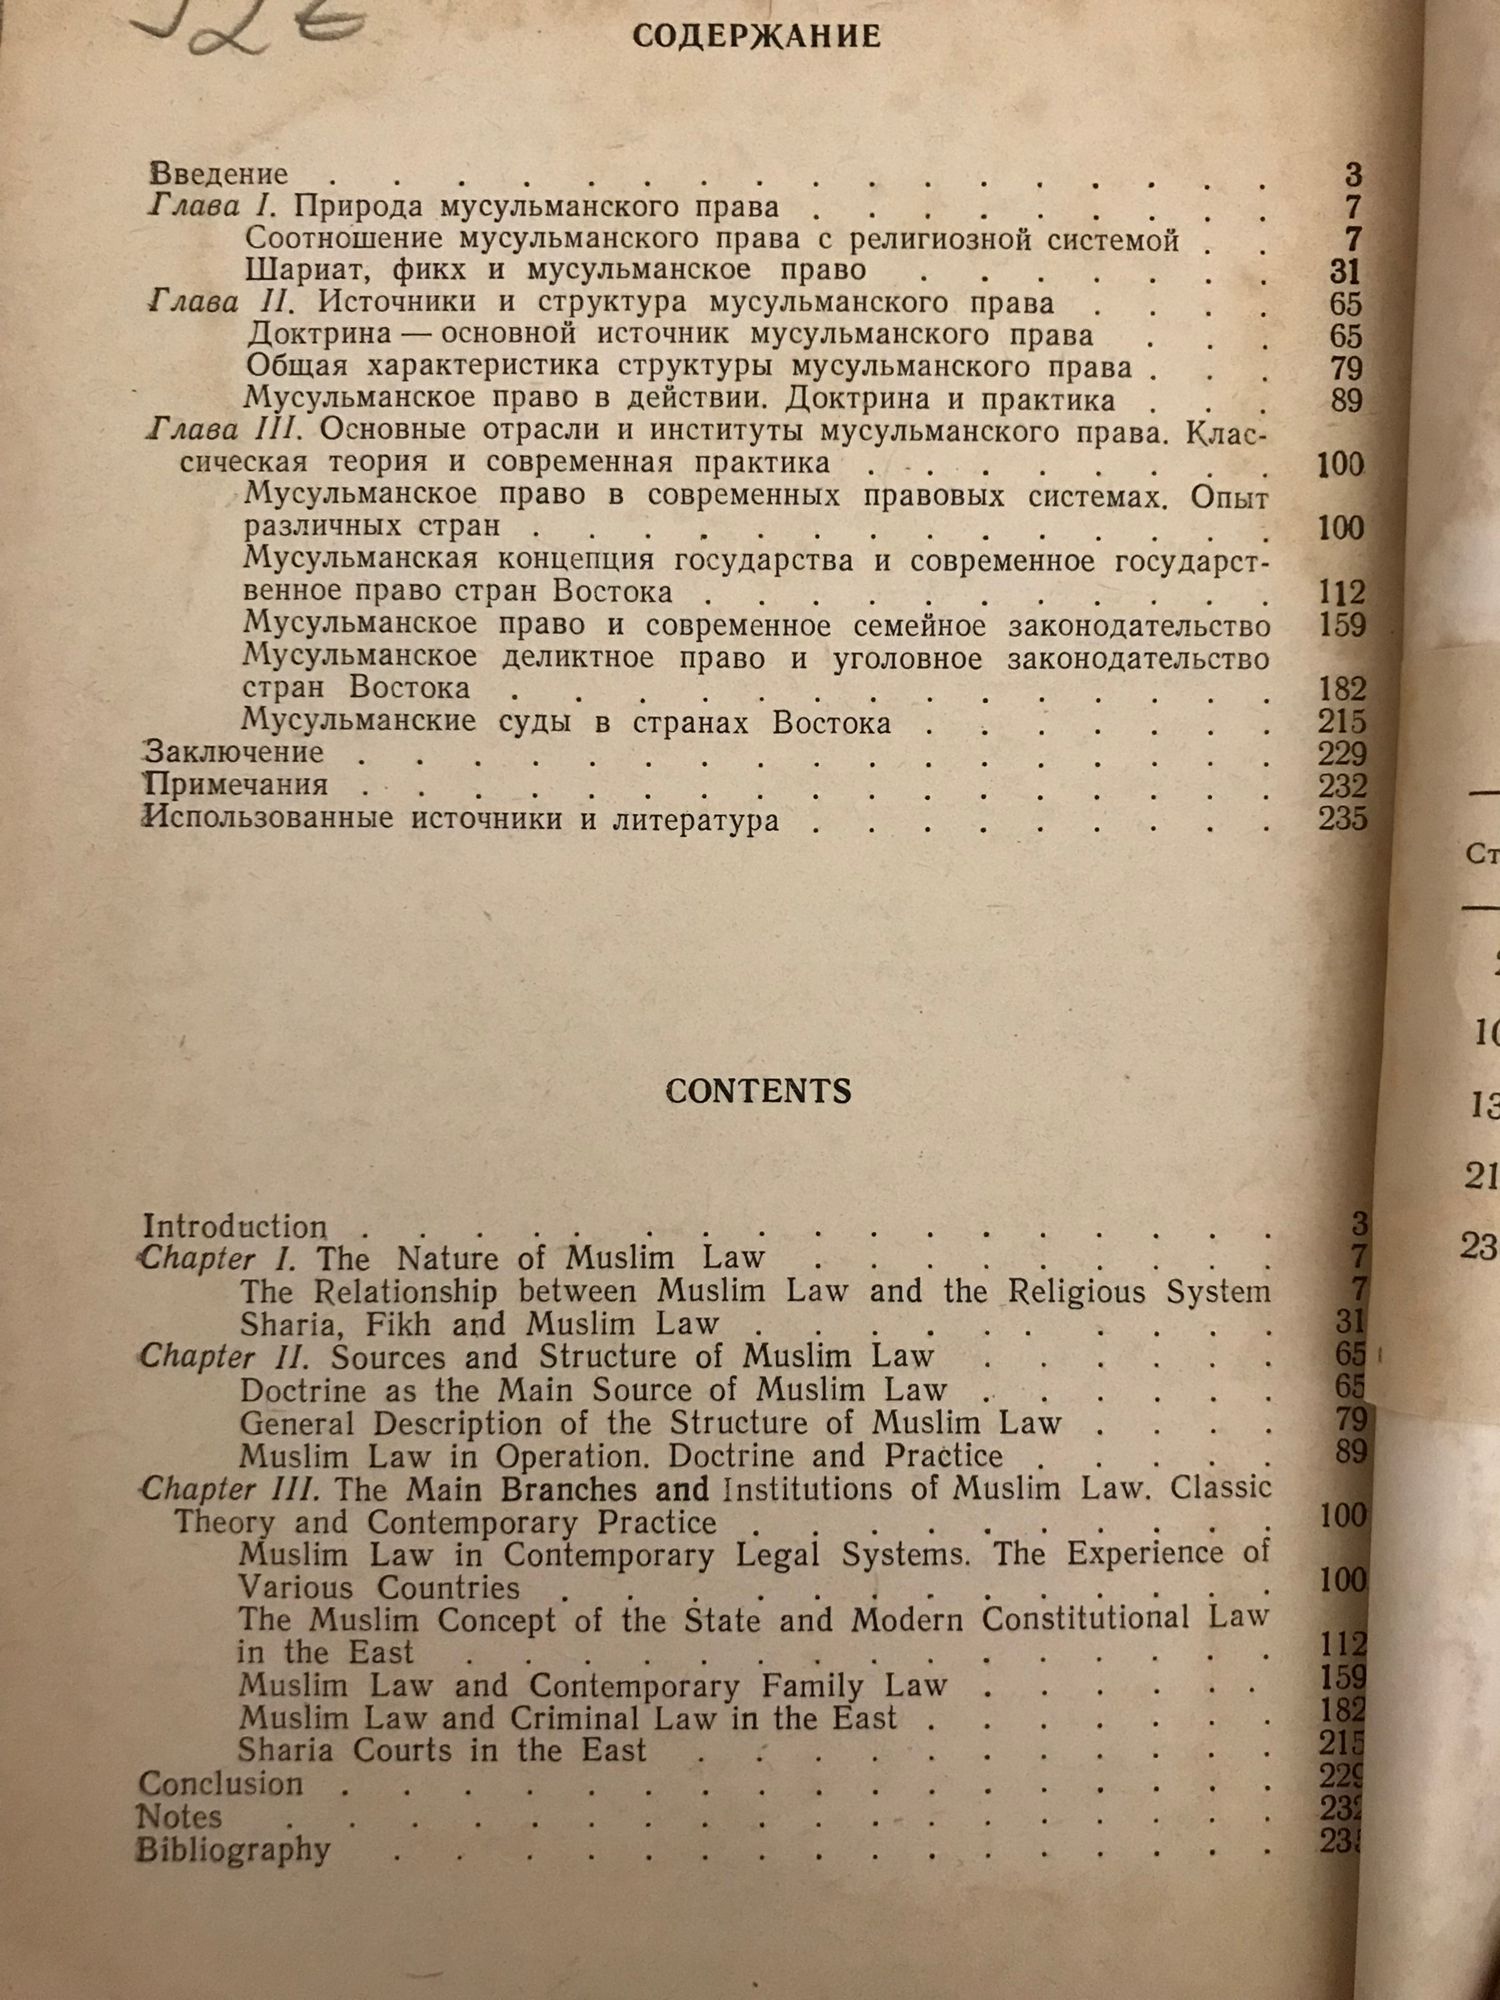 СОДЕРЖАНИЕ
Введение . . . . . . . . . . . . . . . . 3
Глава I. Природа мусульманского права . . . . . . . . . 7
Соотношение мусульманского права с религиозной системой . . 7
Шариат, фикх и мусульманское право . . . . . . . 31
Глава II. Источники и структура мусульманского права . . . . 65
Доктрина — основной источник мусульманского права . . . 65
Общая характеристика структуры мусульманского права . . . 79
Мусульманское право в действии. Доктрина и практика . . . 89
Глава III. Основные отрасли и институты мусульманского права. Клас-
сическая теория и современная практика . . . . . . . . 100
Мусульманское право в современных правовых системах. Опыт
различных стран . . . . . . . . . . . . . 100
Мусульманская концепция государства и современное государст-
венное право стран Востока . . . . . . . . . . . 112
Мусульманское право и современное семейное законодательство 159
Мусульманское деликтное право и уголовное законодательство
стран Востока . . . . . . . . . . . . . 182
Мусульманские суды в странах Востока . . . . . . . 215
Заключение . . . . . . . . . . . . . . . . 229
Примечания . . . . . . . . . . . . . . . . 232
Использованные источники и литература . . . . . . . . . 235
CONTENTS
Introduction . . . . . . . . . . . . . . . . 3
Chapter I. The Nature of Muslim Law . . . . . . . . . 7
The Relationship between Muslim Law and the Religious System 7
Sharia, Fikh and Muslim Law . . . . . . . . . . 31
Chapter II. Sources and Structure of Muslim Law . . . . . . 65
Doctrine as the Main Source of Muslim Law . . . . . . 65
General Description of the Structure of Muslim Law . . . . 79
Muslim Law in Operation. Doctrine and Practice . . . . . 89
Chapter III. The Main Branches and Institutions of Muslim Law. Classic
Theory and Contemporary Practice . . . . . . . . . . 100
Muslim Law in Contemporary Legal Systems. The Experience of
Various Countries . . . . . . . . . . . . 100
The Muslim Concept of the State and Modern Constitutional Law
in the East . . . . . . . . . . . . . . 112
Muslim Law and Contemporary Family Law . . . . . . 159
Muslim Law and Criminal Law in the East . . . . . . . 182
Sharia Courts in the East . . . . . . . . . . . 215
Conclusion . . . . . . . . . . . . . . . . 229
Notes . . . . . . . . . . . . . . . . . 232
Bibliography . . . . . . . . . . . . . . . 23
Ст
10
13
21
23